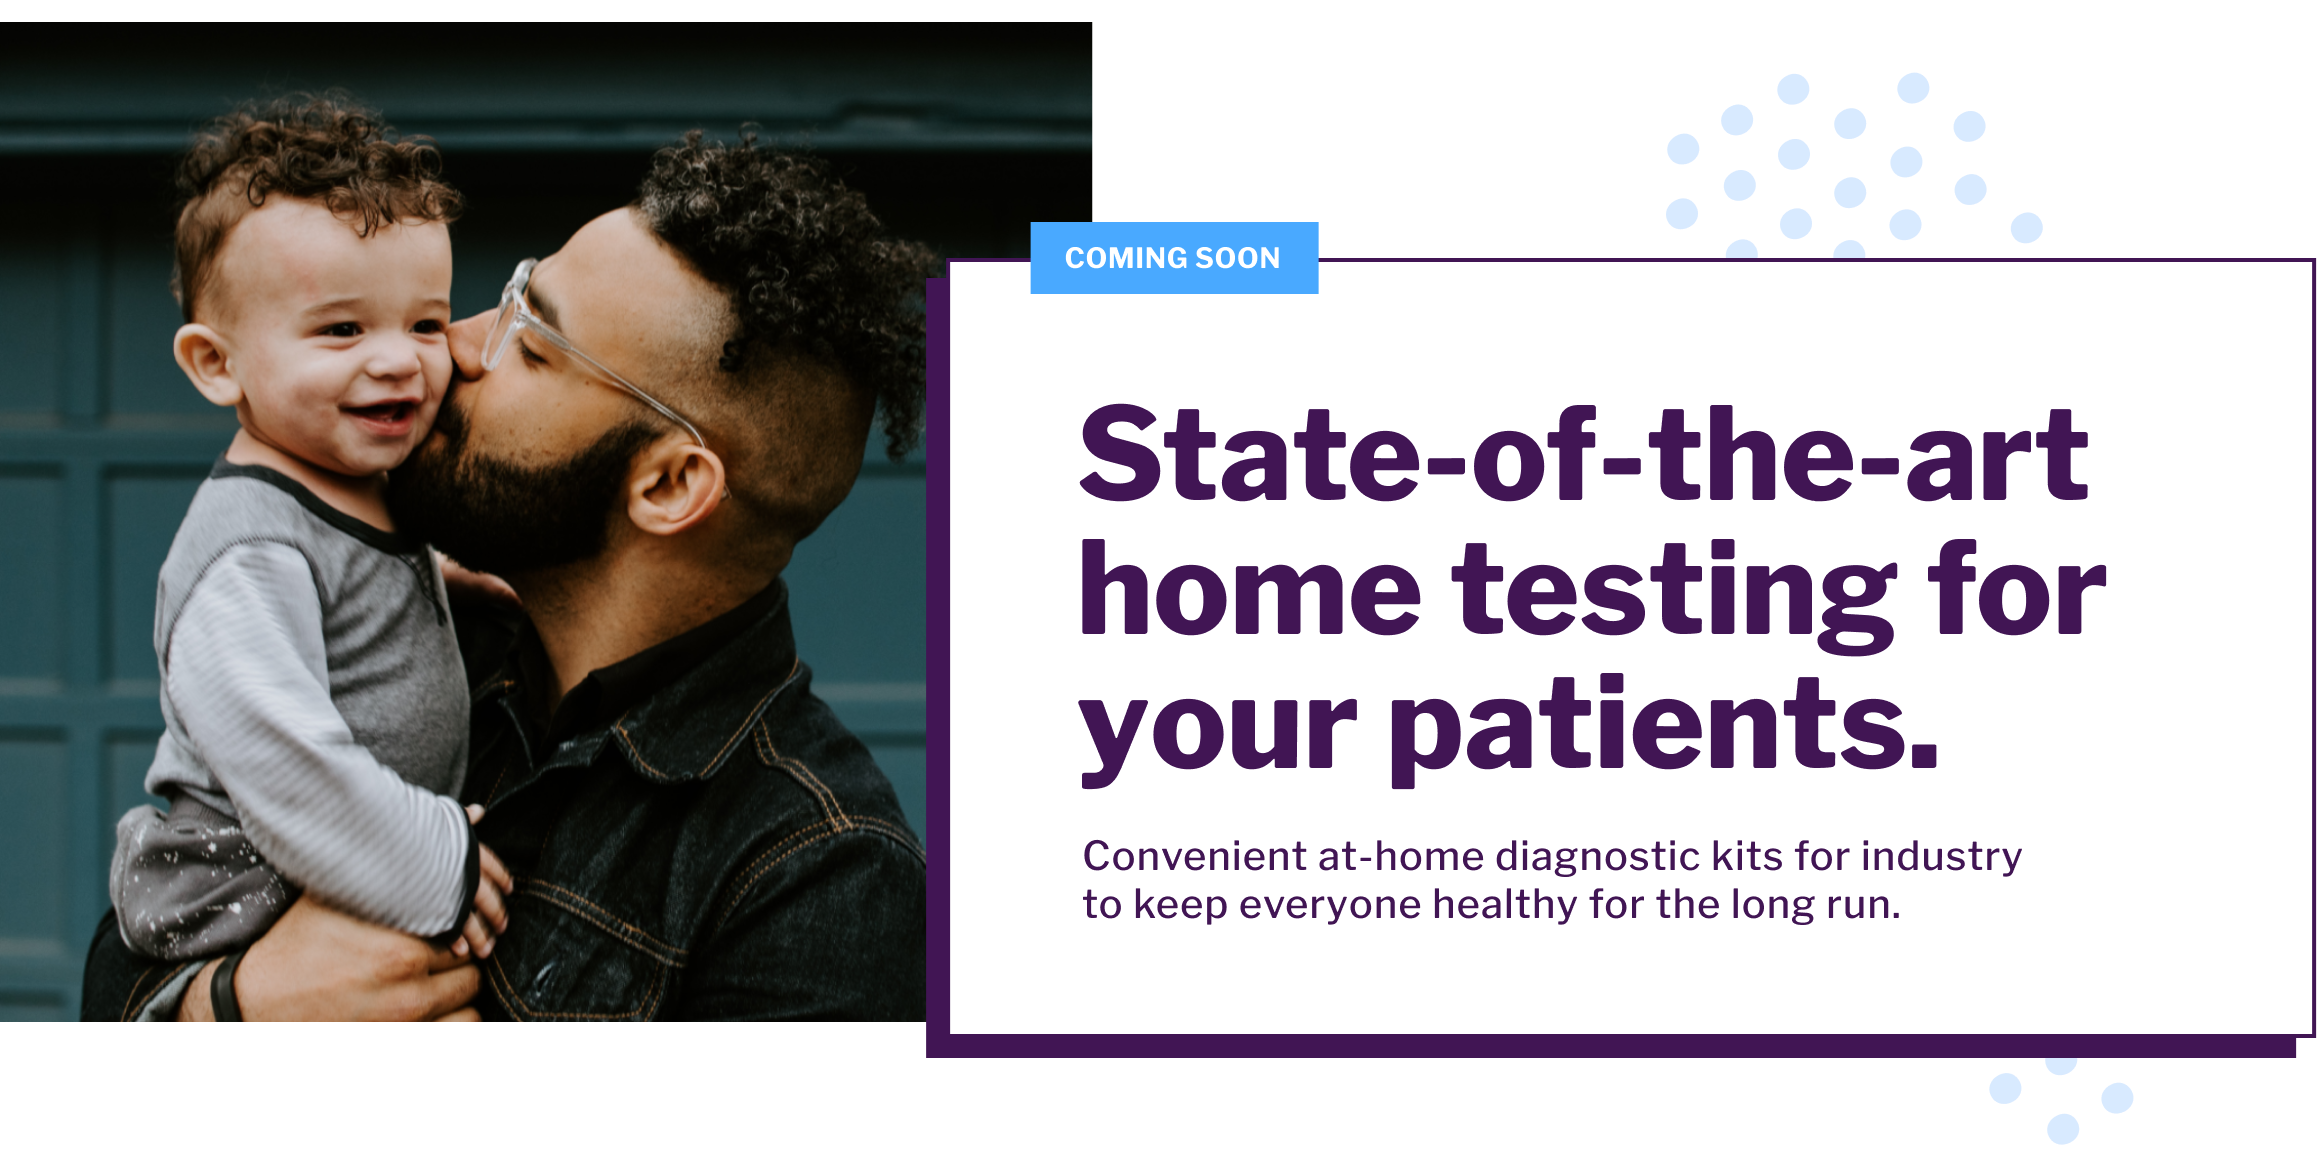 COMING SOON
State-of-the-art
home testing for
your patients.
Convenient at-home diagnostic kits for industry
to keep everyone healthy for the long run.